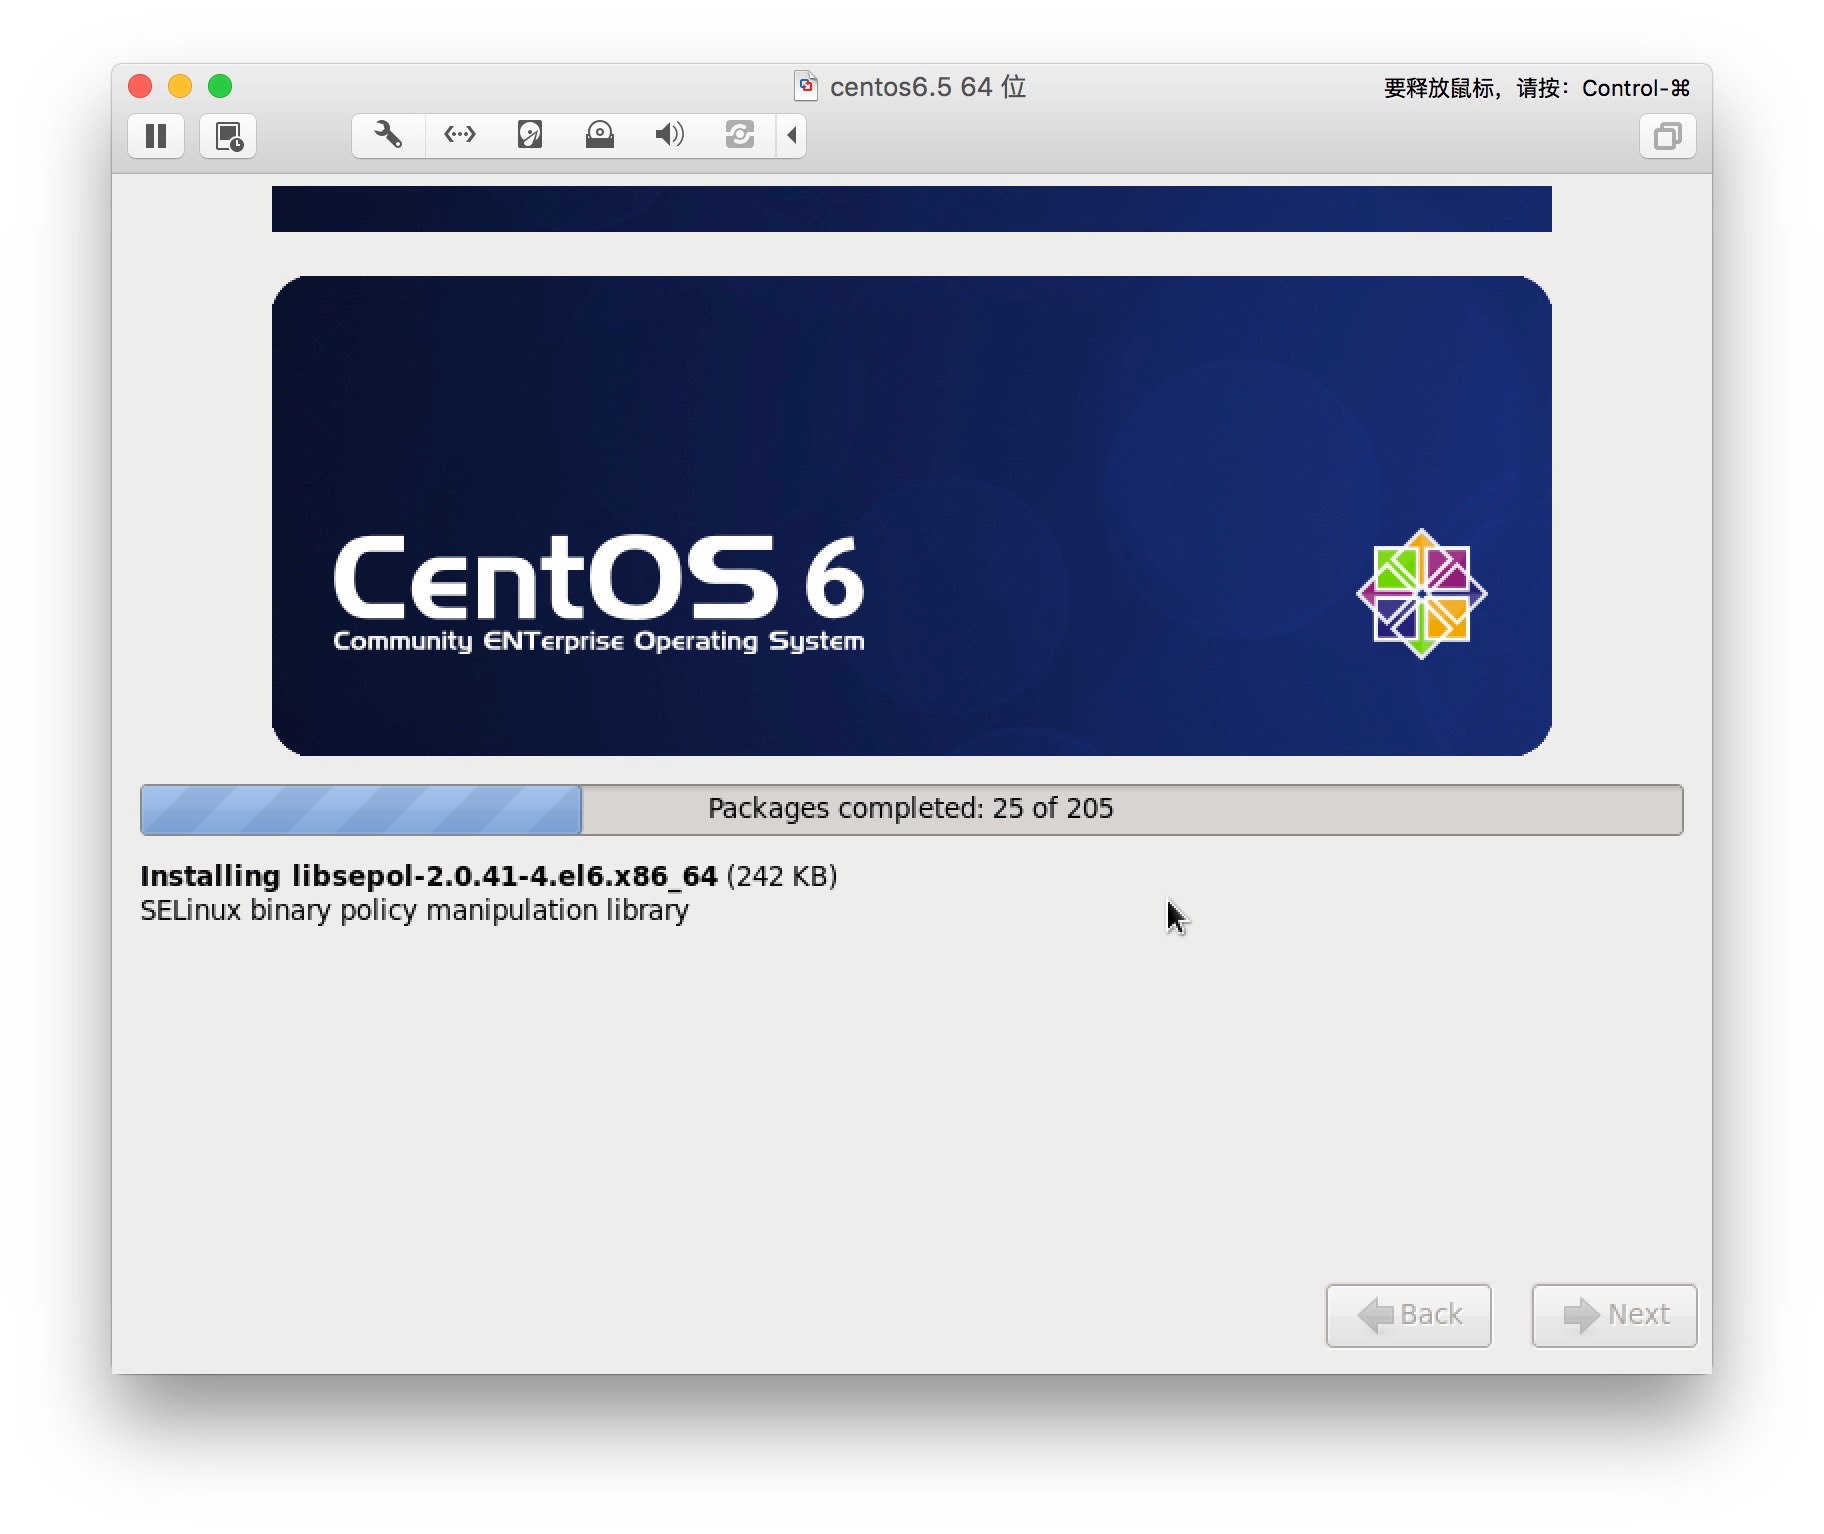 centos6.5 64 位
要释放鼠标，请按：Control-⌘
CentOS 6
Community ENTerprise Operating System
Packages completed: 25 of 205
Installing libsepol-2.0.41-4.el6.x86_64 (242 KB)
SELinux binary policy manipulation library
Back
Next